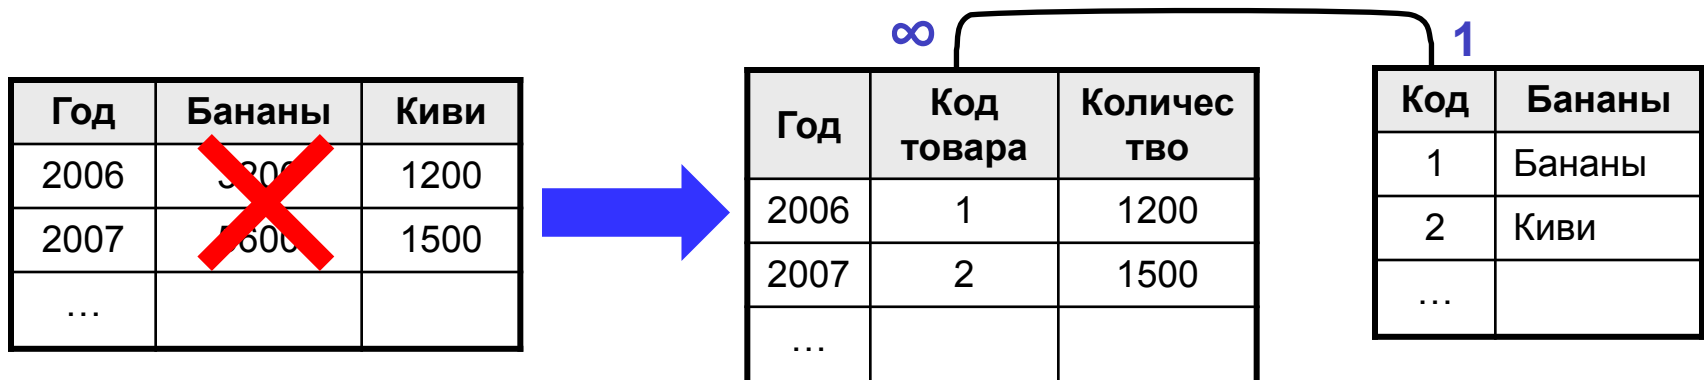 ∞ 1
Год Бананы Киви
2006 1200
2007 1500
…
Год Код товара Количес
тво
2006 1 1200
2007 2 1500
…
Код Бананы
1 Бананы
2 Киви
…